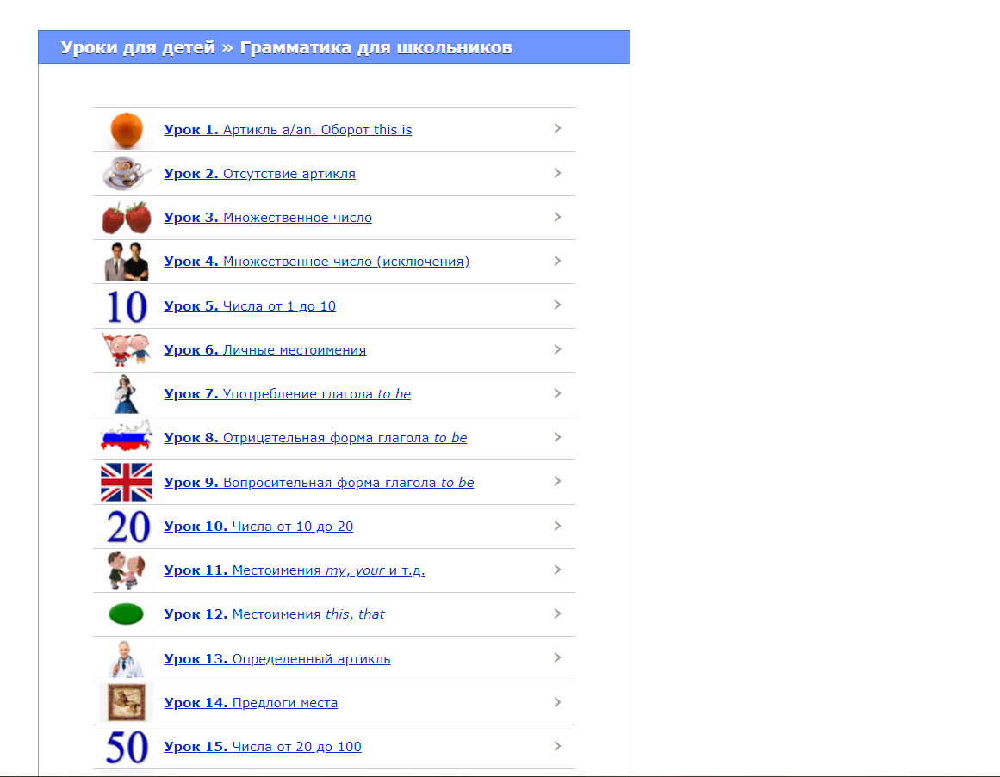 Уроки для детей » Грамматика для школьников
Урок 1. Артикль a/an. Оборот this is
Урок 2. Отсутствие артикля
Урок 3. Множественное число
Урок 4. Множественное число (исключения)
10
Урок 5. Числа от 1 до 10
Урок 6. Личные местоимения
Урок 7. Употребление глагола to be
Урок 8. Отрицательная форма глагола to be
Урок 9. Вопросительная форма глагола to be
20
Урок 10. Числа от 10 до 20
Урок 11. Местоимения my, your и т.д.
Урок 12. Местоимения this, that
Урок 13. Определенный артикль
Урок 14. Предлоги места
50
Урок 15. Числа от 20 до 100